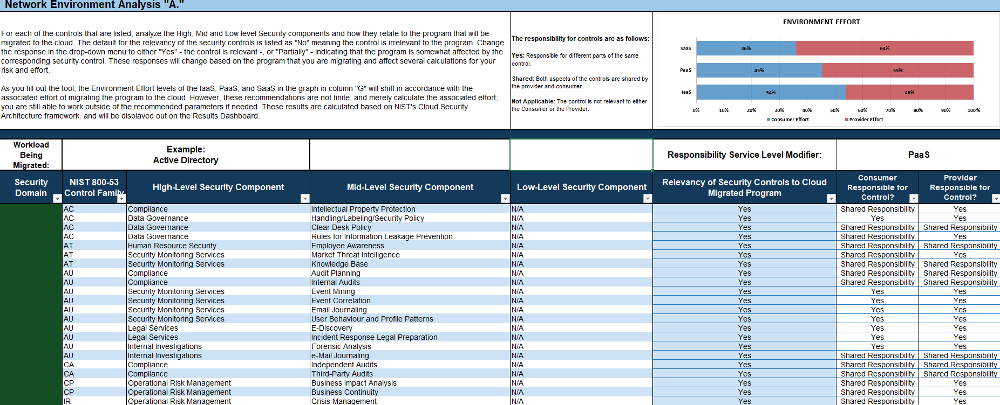 Network Environment Analysis "A."
For each of the controls that are listed, analyze the High, Mid and Low level Security components and how they relate to the program that will be
migrated to the cloud. The default for the relevancy of the security controls is listed as "No" meaning the control is irrelevant to the program. Change
the response in the drop-down menu to either "Yes" - the control is relevant -, or "Partially" - indicating that the program is somewhat affected by the
corresponding security control. These responses will change based on the program that you are migrating and affect several calculations for your
risk and effort.
As you fill out the tool, the Environment Effort levels of the IaaS, PaaS, and SaaS in the graph in column "G" will shift in accordance with the
associated effort of migrating the program to the cloud. However, these recommendations are not finite, and merely calculate the associated effort;
you are still able to work outside of the recommended parameters if needed. These results are calculated based on NIST's Cloud Security
Architecture framework, and will be displayed out on the Results Dashboard.
The responsibility for controls are as follows:
Yes: Responsible for different parts of the same
control.
Shared: Both aspects of the controls are shared by
the provider and consumer.
Not Applicable: The control is not relevant to either
the Consumer or the Provider.
ENVIRONMENT EFFORT
SaaS 36% 64%
PaaS 45% 55%
IaaS 54% 46%
0% 10% 20% 30% 40% 50% 60% 70% 80% 90% 100%
Consumer Effort Provider Effort
Workload
Being
Migrated:
Example:
Active Directory
Responsibility Service Level Modifier:
PaaS
Security
Domain
NIST 800-53
Control Family
High-Level Security Component
Mid-Level Security Component
Low-Level Security Component
Relevancy of Security Controls to Cloud
Migrated Program
Consumer
Responsible for
Control?
Provider
Responsible for
Control?
AC Compliance Intellectual Property Protection N/A Yes Shared Responsibility Yes
AC Data Governance Handling/Labeling/Security Policy N/A Yes Yes Yes
AC Data Governance Clear Desk Policy N/A Yes Shared Responsibility Shared Responsibility
AC Data Governance Rules for Information Leakage Prevention N/A Yes Shared Responsibility Yes
AT Human Resource Security Employee Awareness N/A Yes Shared Responsibility Shared Responsibility
AT Security Monitoring Services Market Threat Intelligence N/A Yes Shared Responsibility Yes
AT Security Monitoring Services Knowledge Base N/A Yes Shared Responsibility Shared Responsibility
AU Compliance Audit Planning N/A Yes Shared Responsibility Shared Responsibility
AU Compliance Internal Audits N/A Yes Shared Responsibility Shared Responsibility
AU Security Monitoring Services Event Mining N/A Yes Yes Yes
AU Security Monitoring Services Event Correlation N/A Yes Yes Yes
AU Security Monitoring Services Email Journaling N/A Yes Yes Yes
AU Security Monitoring Services User Behaviour and Profile Patterns N/A Yes Yes Yes
AU Legal Services E-Discovery N/A Yes Yes Yes
AU Legal Services Incident Response Legal Preparation N/A Yes Yes Yes
AU Internal Investigations Forensic Analysis N/A Yes Yes Yes
AU Internal Investigations e-Mail Journaling N/A Yes Shared Responsibility Shared Responsibility
CA Compliance Independent Audits N/A Yes Shared Responsibility Shared Responsibility
CA Compliance Third-Party Audits N/A Yes Shared Responsibility Shared Responsibility
CP Operational Risk Management Business Impact Analysis N/A Yes Shared Responsibility Yes
CP Operational Risk Management Business Continuity N/A Yes Shared Responsibility Yes
IR Operational Risk Management Crisis Management N/A Yes Shared Responsibility Yes